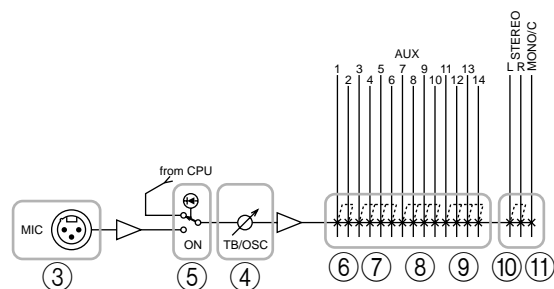 AUX
1 3 5 7 9 11 13
2 4 6 8 10 12 14
L R
STEREO
MONO/C
from CPU
MIC
ON
TB/OSC
③ ⑤ ④ ⑥ ⑦ ⑧ ⑨ ⑩ ⑪